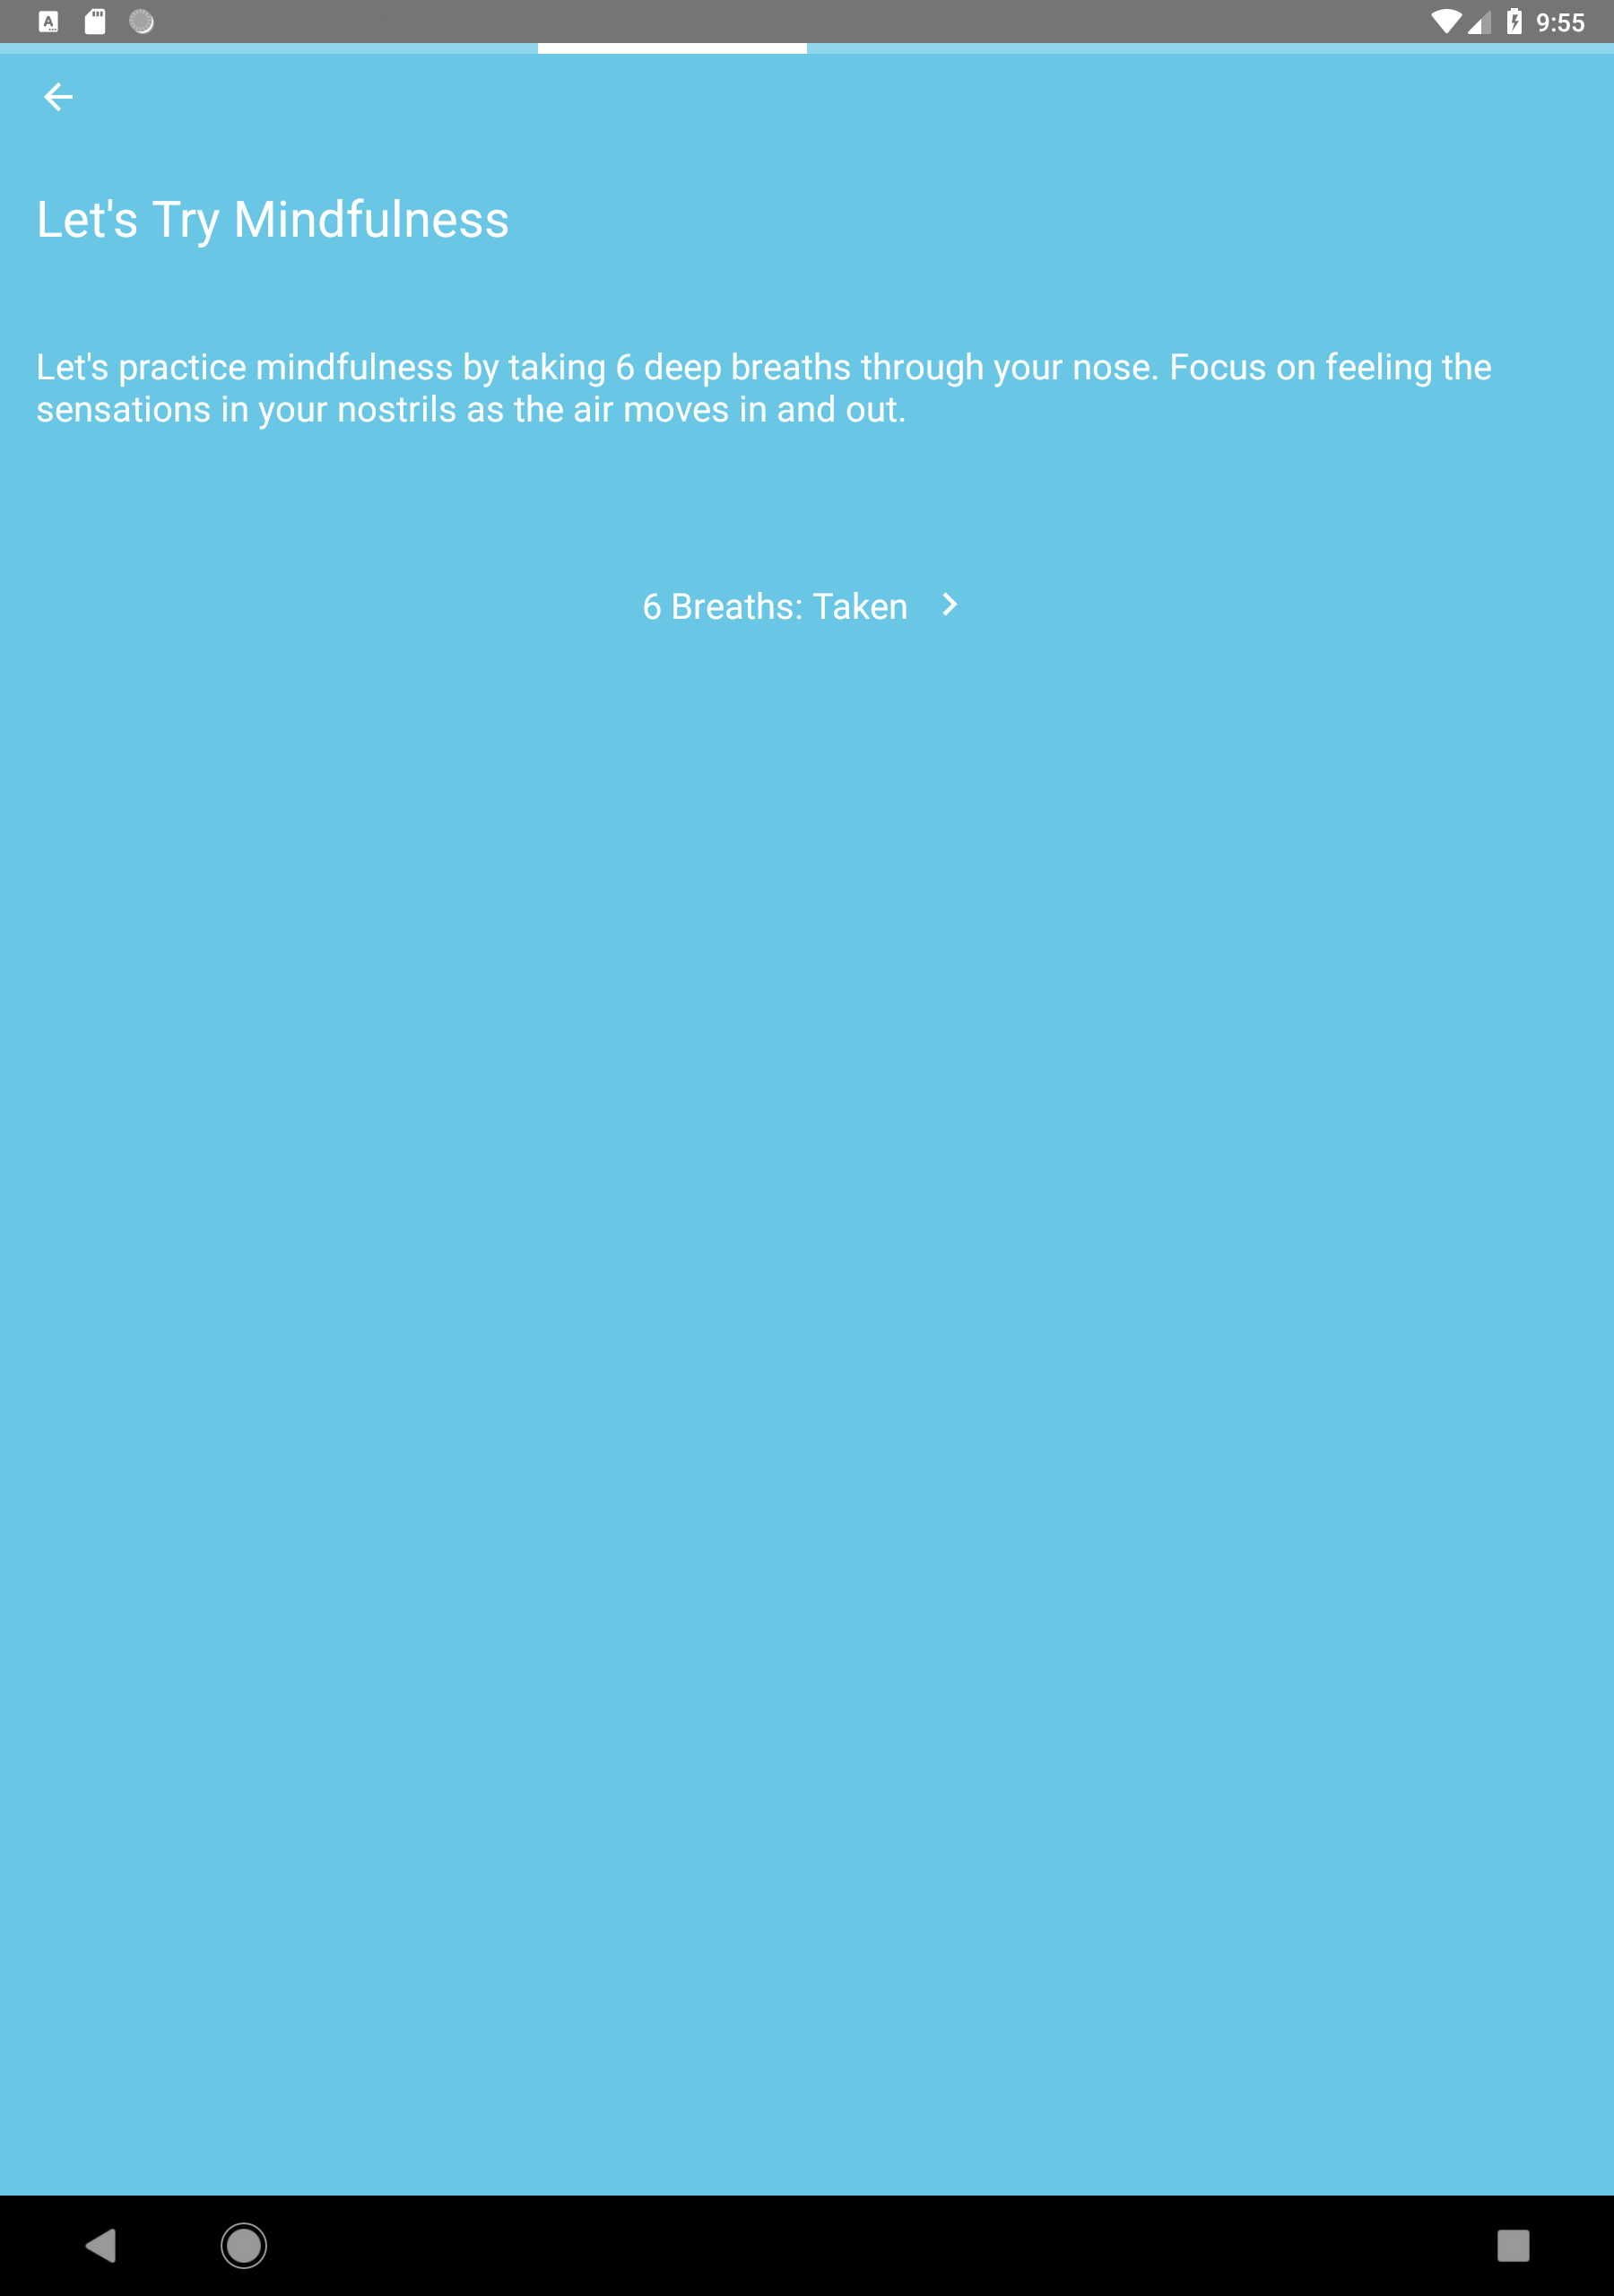 9:55
Let's Try Mindfulness
Let's practice mindfulness by taking 6 deep breaths through your nose. Focus on feeling the
sensations in your nostrils as the air moves in and out.
6 Breaths: Taken